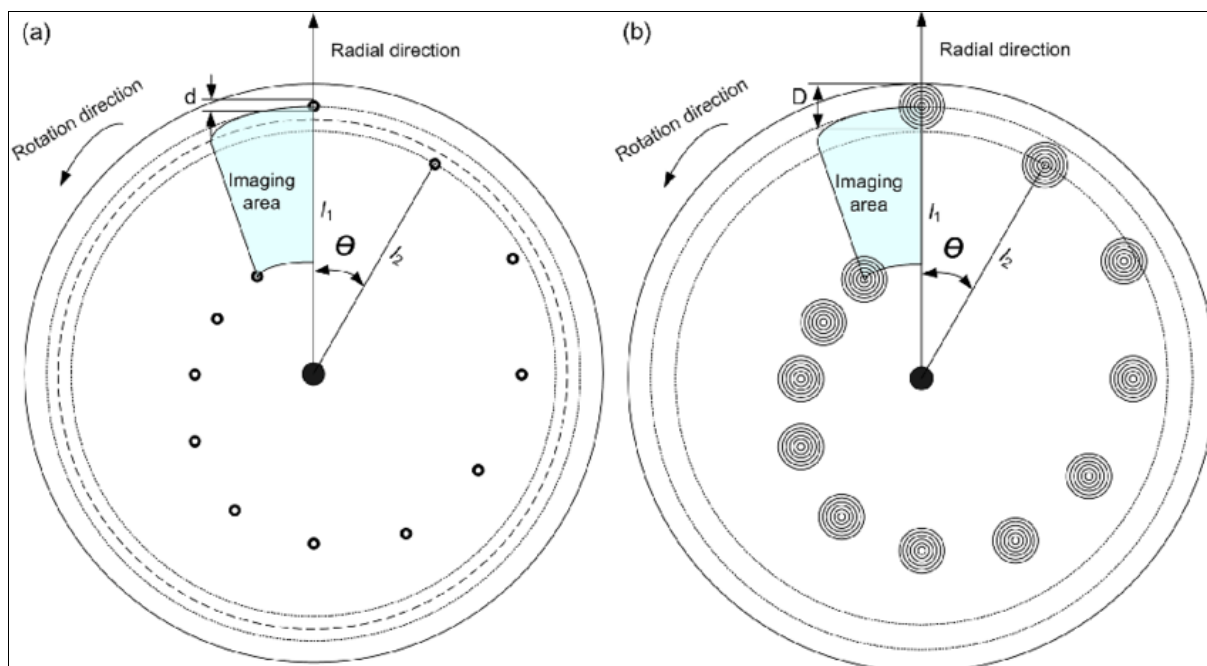 (a)
Radial direction
d
Rotation direction
Imaging
area
l₁
Θ
l₂
(b)
Radial direction
D
Rotation direction
Imaging
area
l₁
Θ
l₂